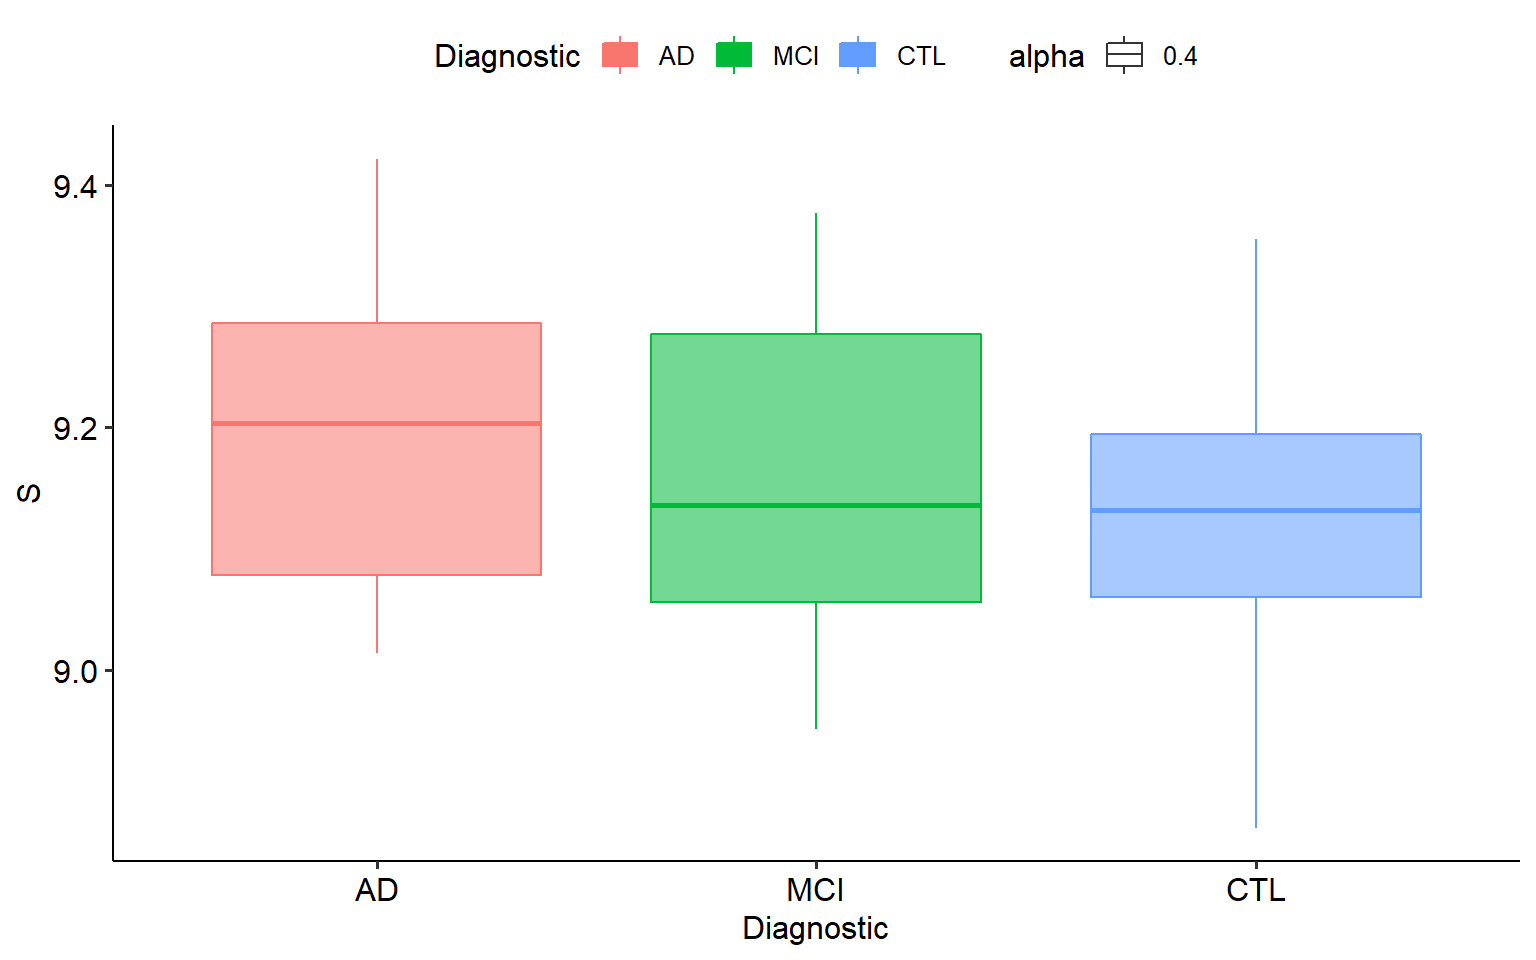 Diagnostic AD MCI CTL alpha 0.4
9.4
9.2
9.0
S
AD MCI CTL
Diagnostic